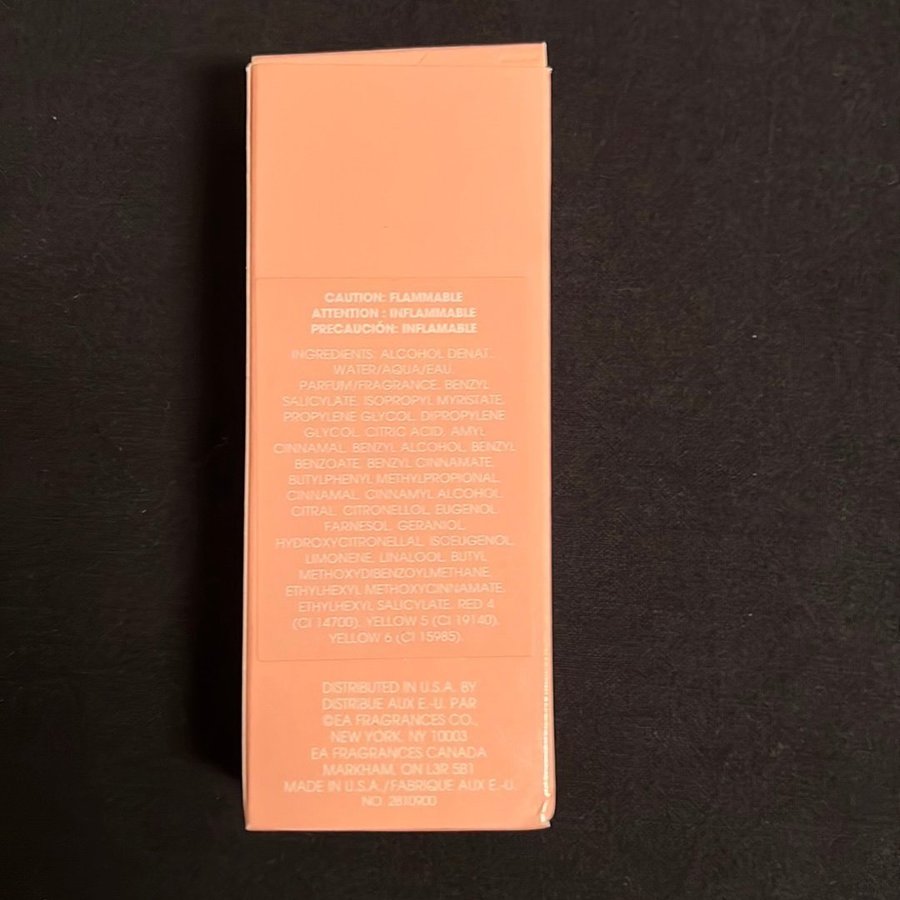 CAUTION: FLAMMABLE
ATTENTION : INFLAMMABLE
PRECAUCIÓN: INFLAMABLE
INGREDIENTS: ALCOHOL DENAT.
WATER/AQUA/EAU,
PARFUM/FRAGRANCE, BENZYL
SALICYLATE, ISOPROPYL MYRISTATE,
PROPYLENE GLYCOL, DIPROPYLENE
GLYCOL, CITRIC ACID, AMYL
CINNAMAL, BENZYL ALCOHOL, BENZYL
BENZOATE, BENZYL CINNAMATE,
BUTYLPHENYL METHYLPROPIONAL,
CINNAMAL, CINNAMYL ALCOHOL,
CITRAL, CITRONELLOL, EUGENOL,
FARNESOL, GERANIOL,
HYDROXYCITRONELLAL, ISOEUGENOL,
LIMONENE, LINALOOL, BUTYL
METHOXYDIBENZOYLMETHANE,
ETHYLHEXYL METHOXYCINNAMATE,
ETHYLHEXYL SALICYLATE, RED 4
(CI 14700), YELLOW 5 (CI 19140),
YELLOW 6 (CI 15985).
DISTRIBUTED IN U.S.A. BY
DISTRIBUE AUX E.-U. PAR
©EA FRAGRANCES CO.,
NEW YORK, NY 10003
EA FRAGRANCES CANADA
MARKHAM, ON L3R 5B1
MADE IN U.S.A./FABRIQUE AUX E.-U.
NO. 2810900